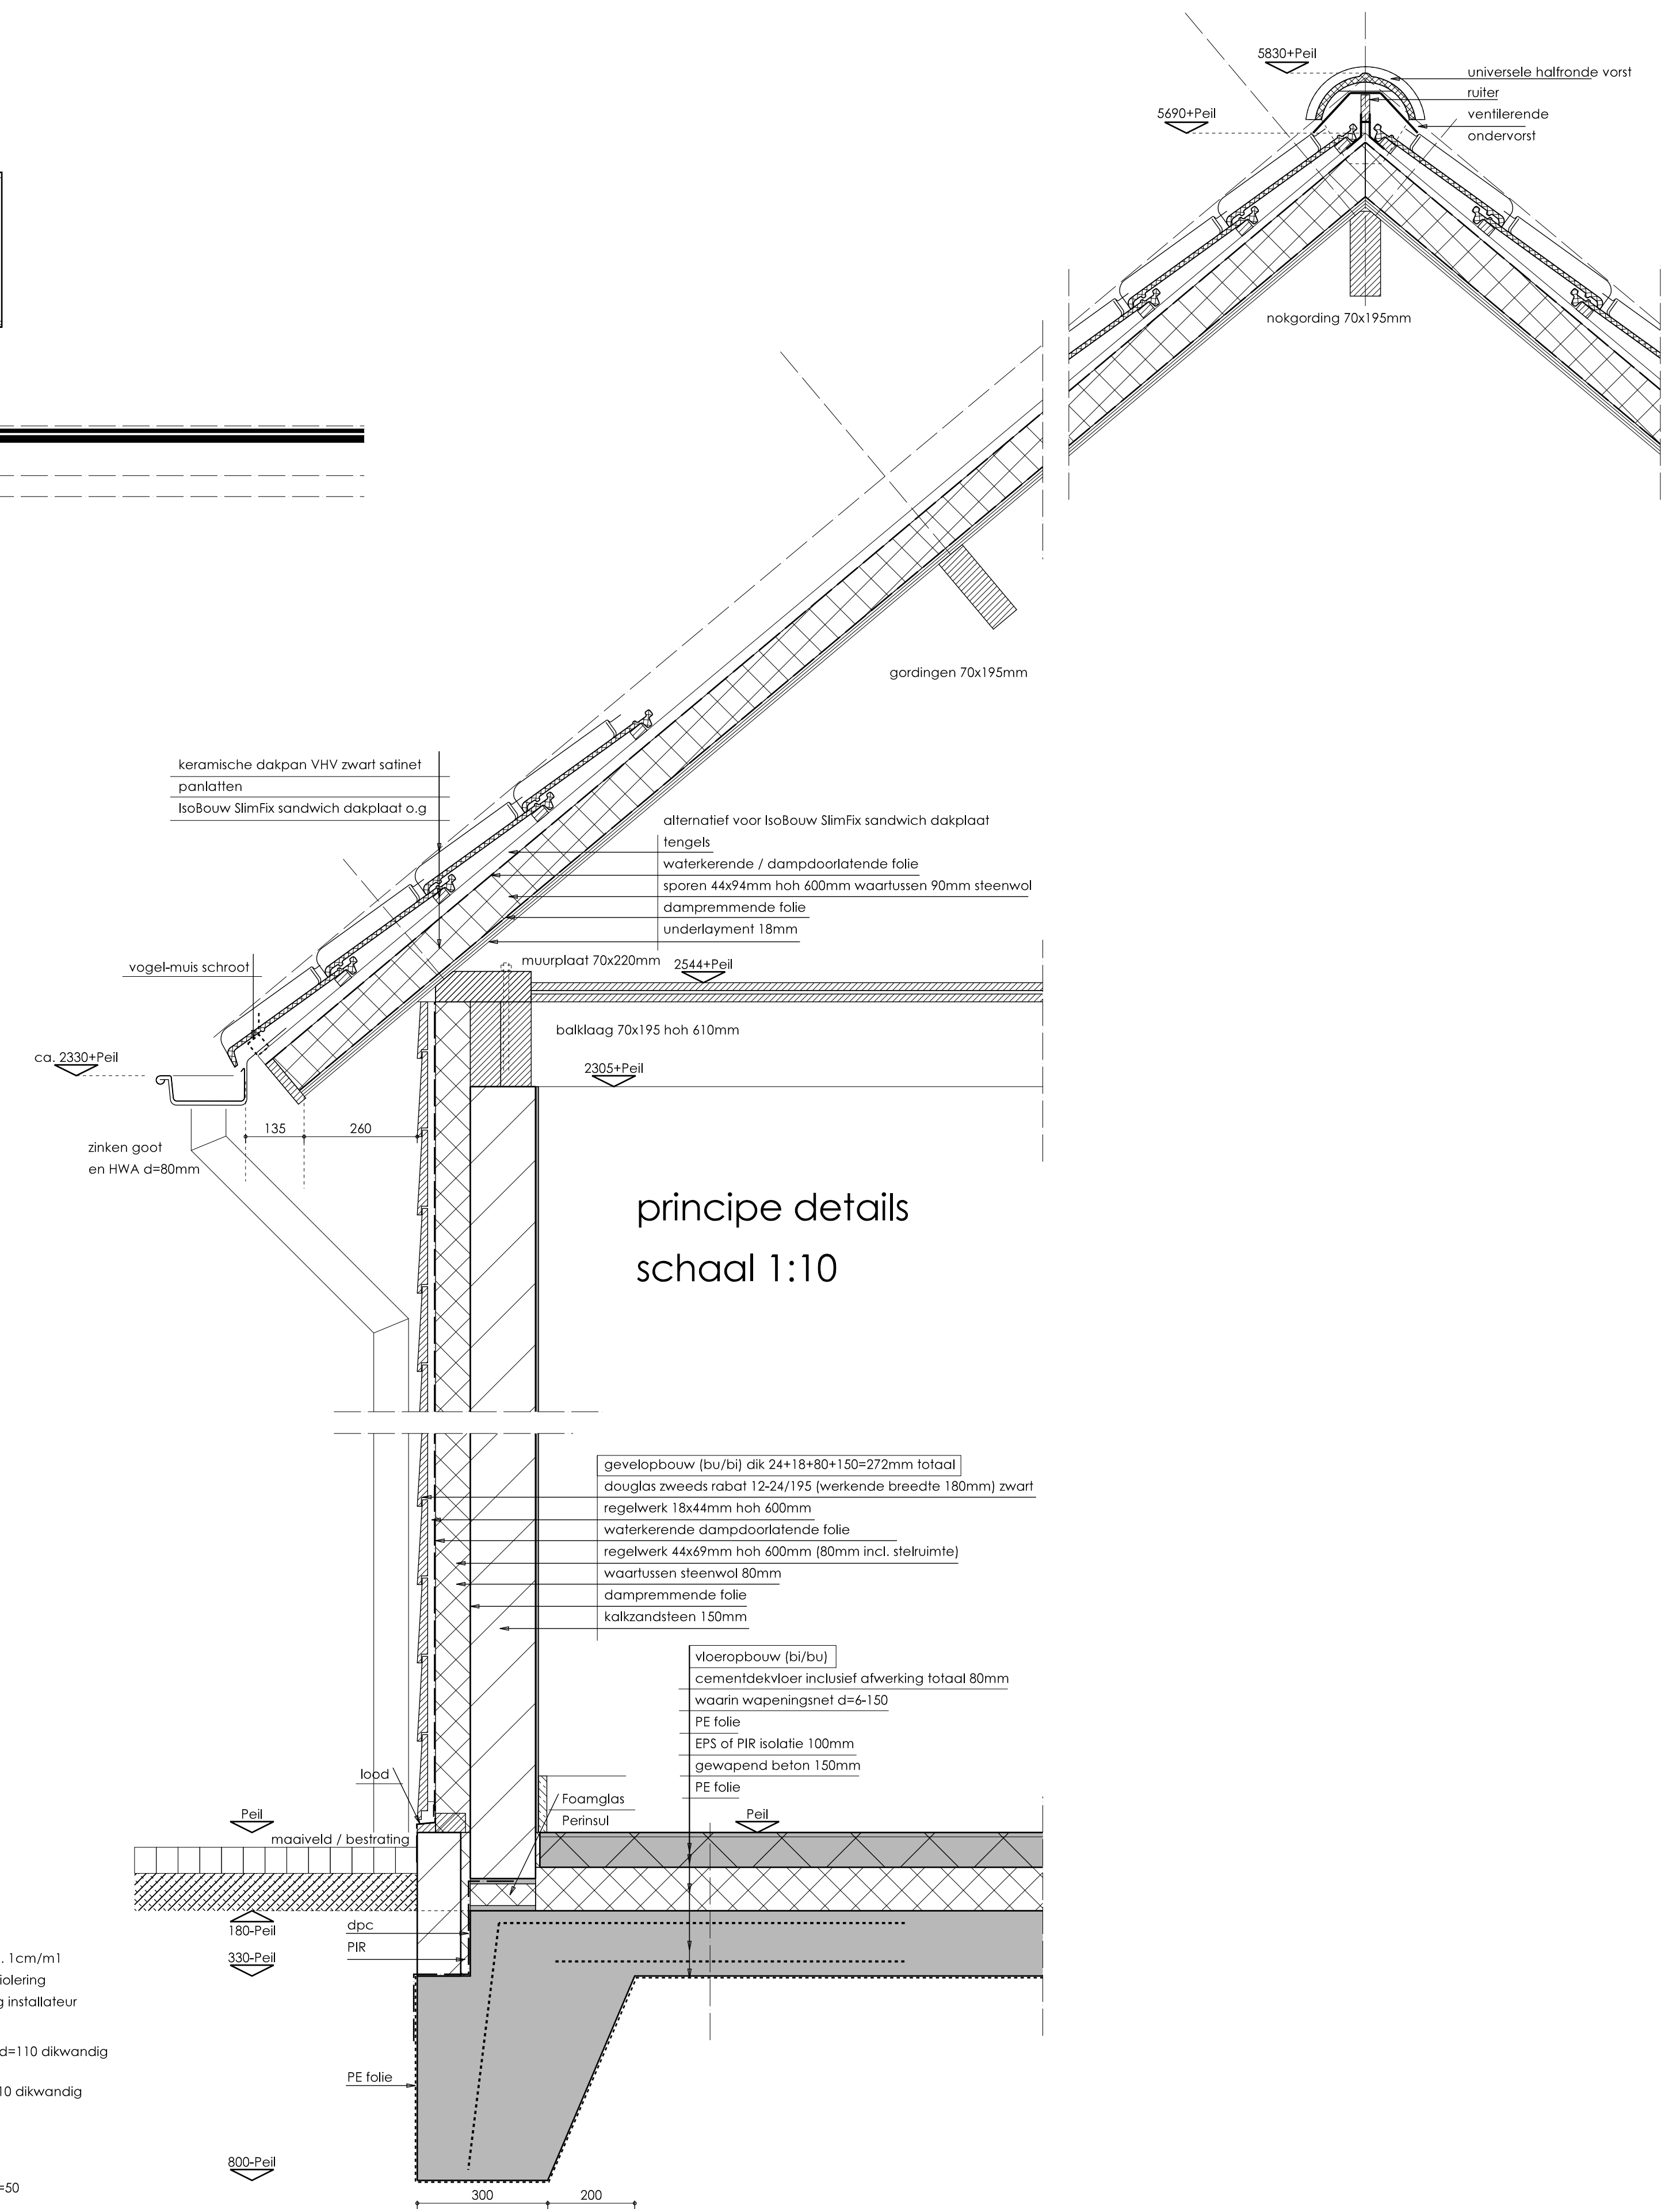 5830+Peil
universele halfronde vorst
ruiter
5690+Peil
ventilerende
ondervorst
nokgording 70x195mm
gordingen 70x195mm
keramische dakpan VHV zwart satinet
panlatten
IsoBouw SlimFix sandwich dakplaat o.g
alternatief voor IsoBouw SlimFix sandwich dakplaat
tengels
waterkerende / dampdoorlatende folie
sporen 44x94mm hoh 600mm waartussen 90mm steenwol
dampremmende folie
underlayment 18mm
vogel-muis schroot
muurplaat 70x220mm
2544+Peil
balklaag 70x195 hoh 610mm
ca. 2330+Peil
2305+Peil
135
260
zinken goot
en HWA d=80mm
principe details
schaal 1:10
gevelopbouw (bu/bi) dik 24+18+80+150=272mm totaal
douglas zweeds rabat 12-24/195 (werkende breedte 180mm) zwart
regelwerk 18x44mm hoh 600mm
waterkerende dampdoorlatende folie
regelwerk 44x69mm hoh 600mm (80mm incl. stelruimte)
waartussen steenwol 80mm
dampremmende folie
kalkzandsteen 150mm
vloeropbouw (bi/bu)
cementdekvloer inclusief afwerking totaal 80mm
waarin wapeningsnet d=6-150
PE folie
EPS of PIR isolatie 100mm
gewapend beton 150mm
PE folie
lood
Foamglas
Perinsul
Peil
Peil
maaiveld / bestrating
180-Peil
dpc
PIR
330-Peil
. 1cm/m1
iolering
g installateur
d=110 dikwandig
10 dikwandig
PE folie
800-Peil
=50
300
200